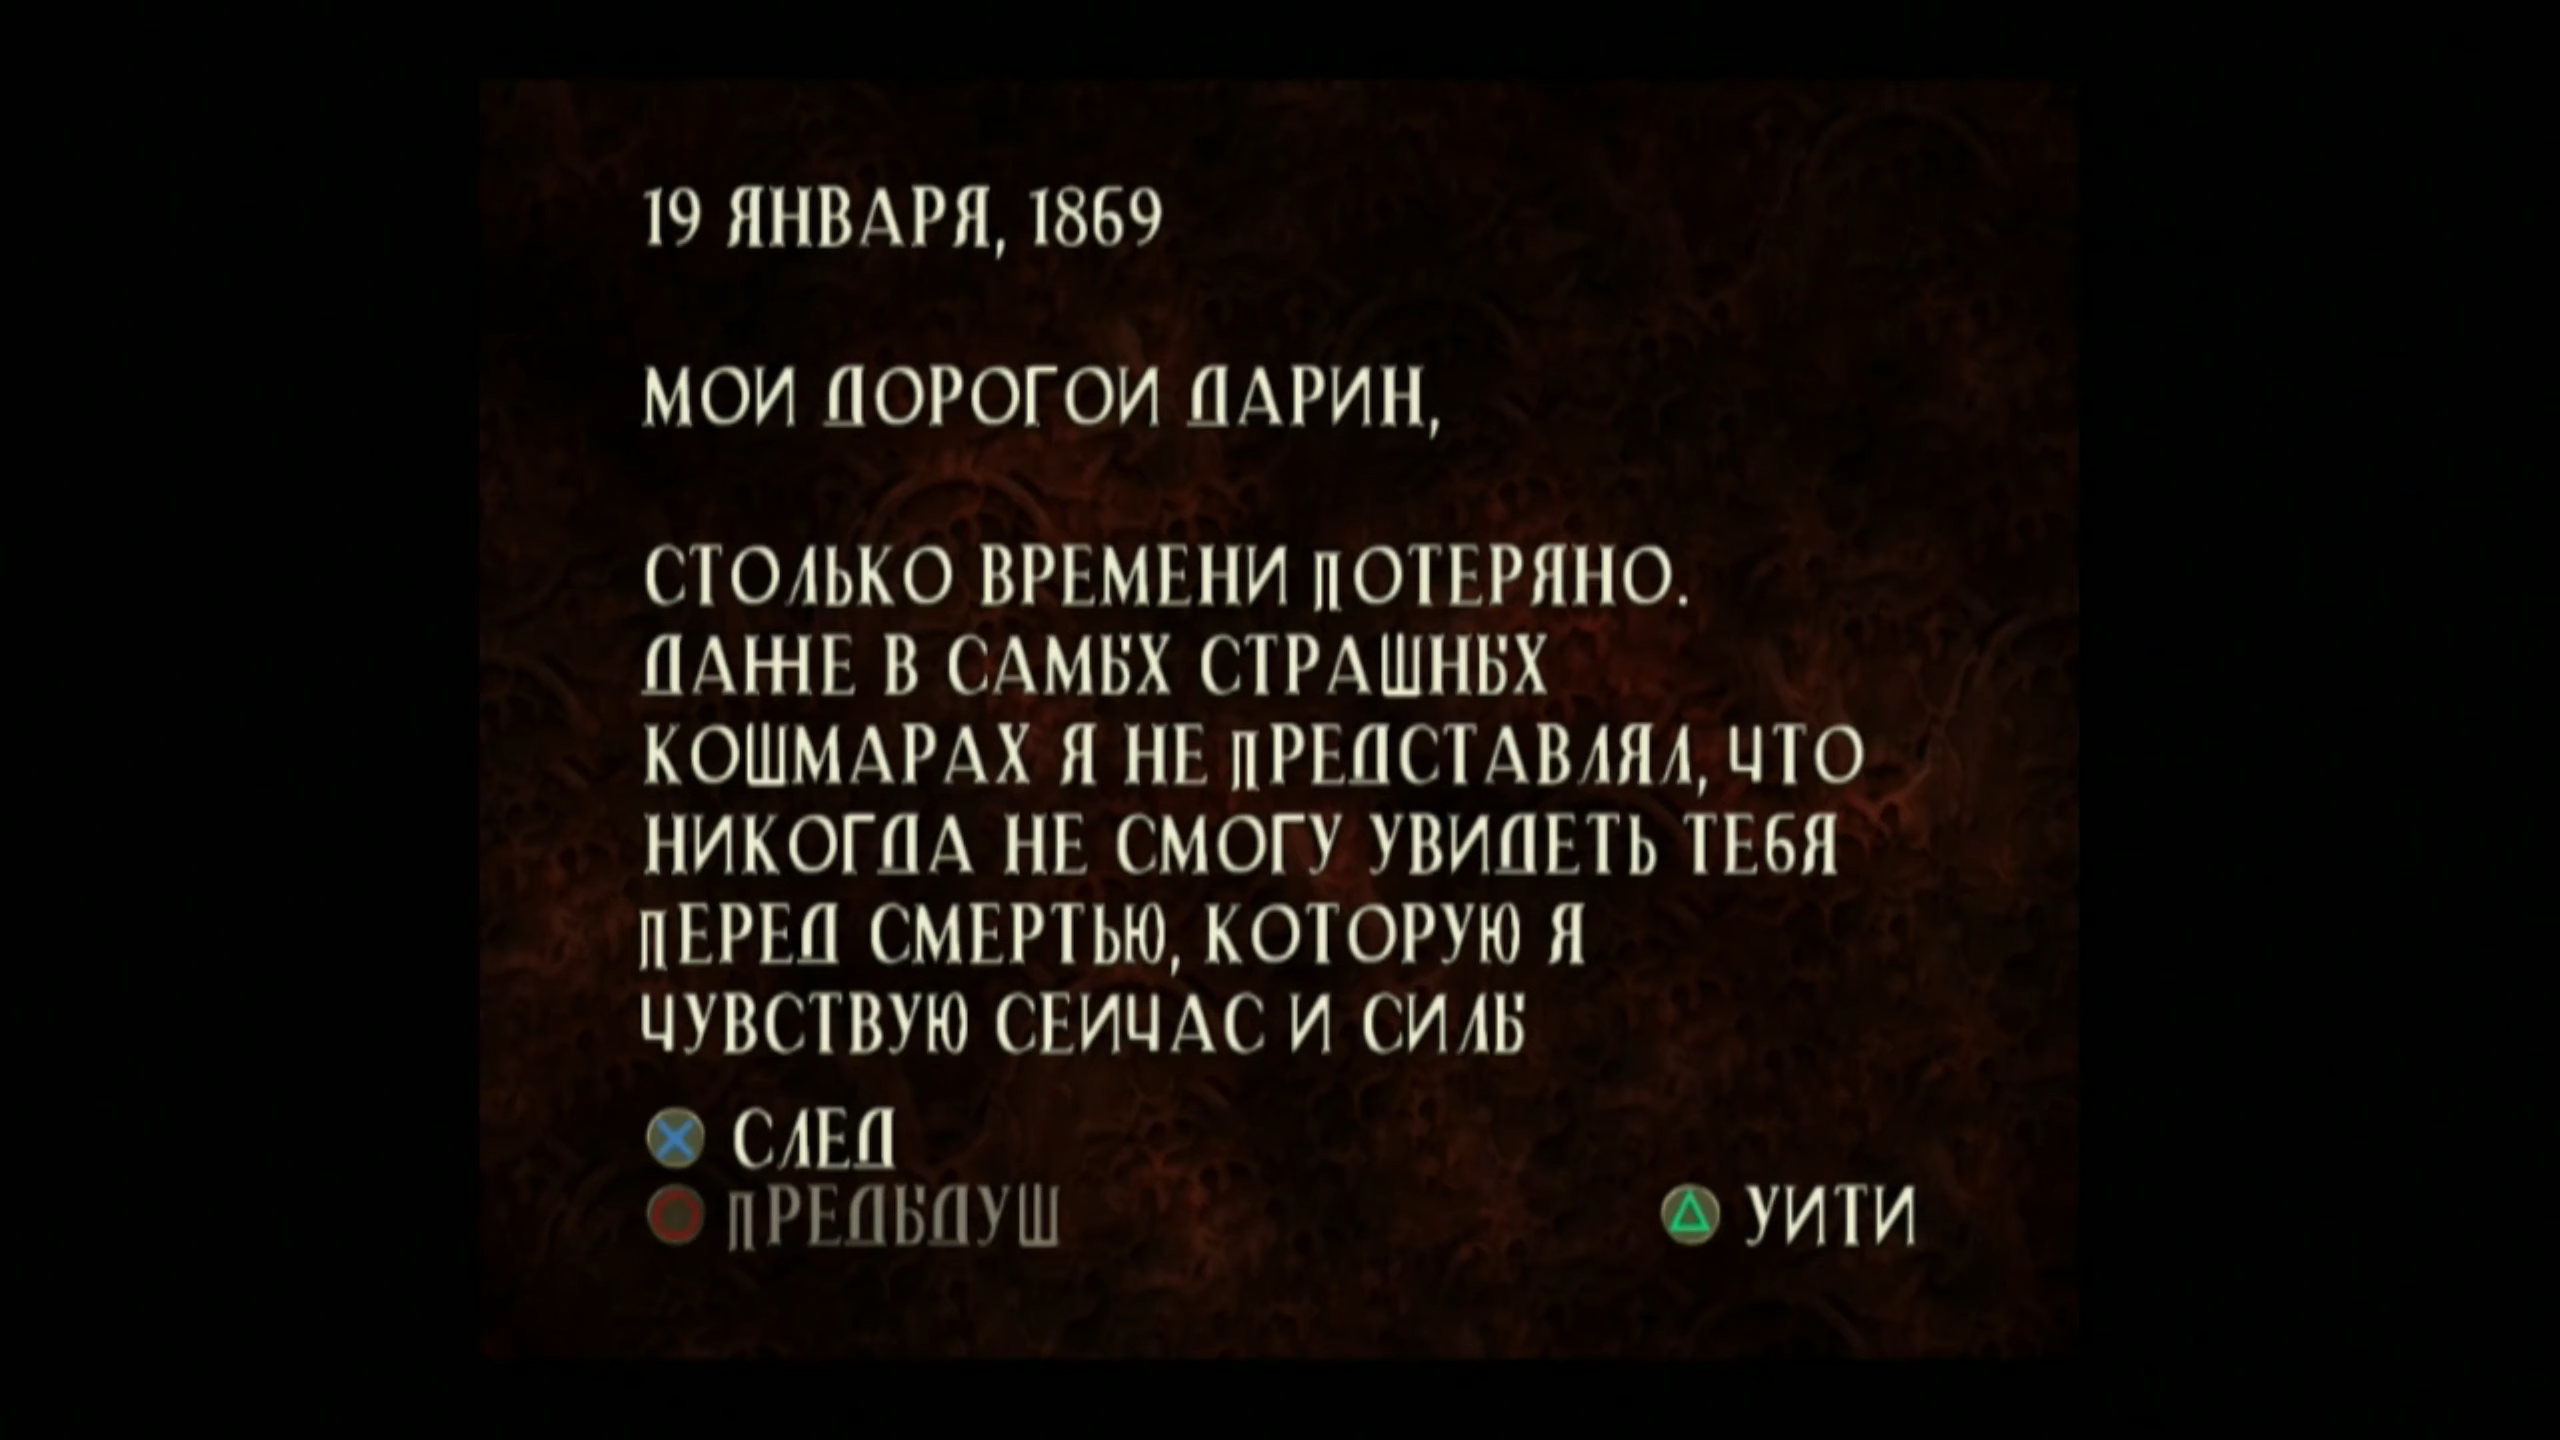 19 ЯНВАРЯ, 1869
МОИ ДОРОГОИ ДАРИН,
СТОЛЬКО ВРЕМЕНИ ПОТЕРЯНО.
ДАЖЕ В САМЫХ СТРАШНЫХ
КОШМАРАХ Я НЕ ПРЕДСТАВЛЯЛ, ЧТО
НИКОГДА НЕ СМОГУ УВИДЕТЬ ТЕБЯ
ПЕРЕД СМЕРТЬЮ, КОТОРУЮ Я
ЧУВСТВУЮ СЕИЧАС И СИЛЫ
СЛЕД
ПРЕДЫДУШ
УИТИ